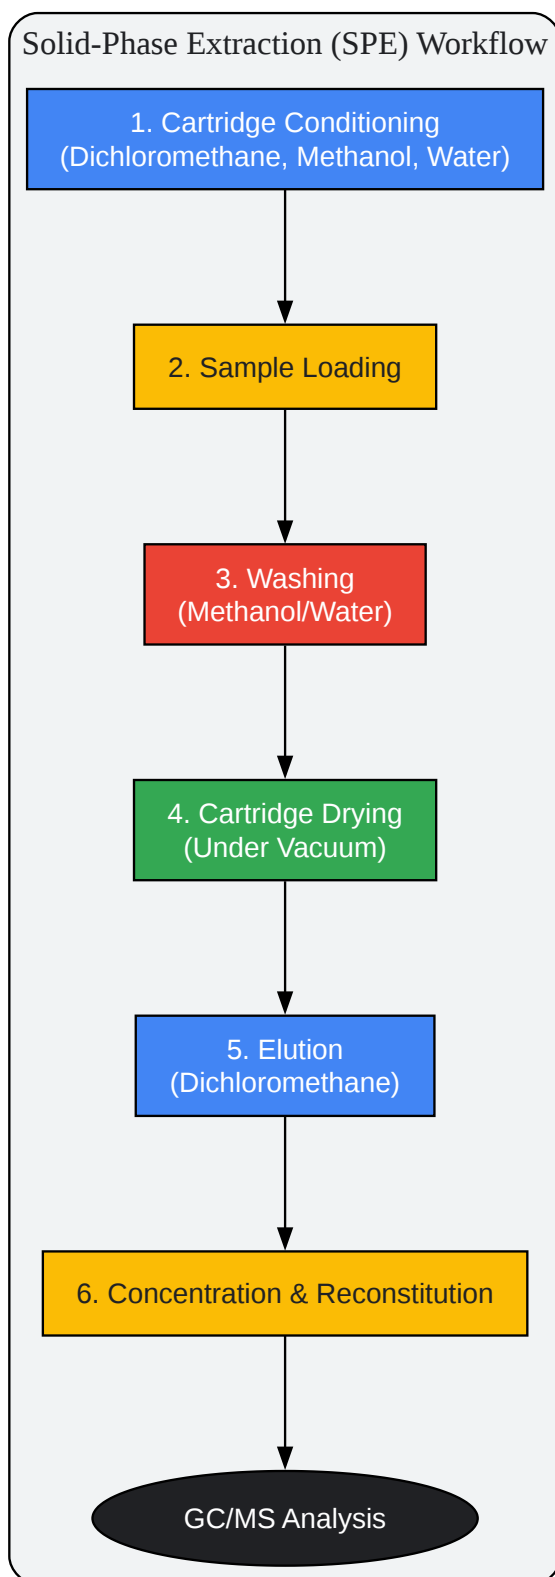 Solid-Phase Extraction (SPE) Workflow
1. Cartridge Conditioning
(Dichloromethane, Methanol, Water)
2. Sample Loading
3. Washing
(Methanol/Water)
4. Cartridge Drying
(Under Vacuum)
5. Elution
(Dichloromethane)
6. Concentration & Reconstitution
GC/MS Analysis